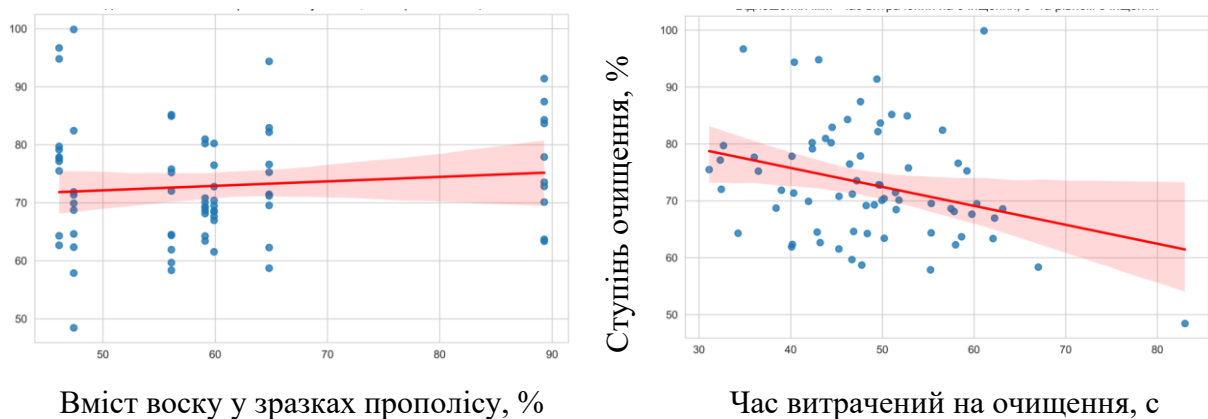 100
90
80
70
60
50
50 60 70 80 90
Вміст воску у зразках прополісу, %
Ступінь очищення, %
100
90
80
70
60
50
30 40 50 60 70 80
Час витрачений на очищення, с